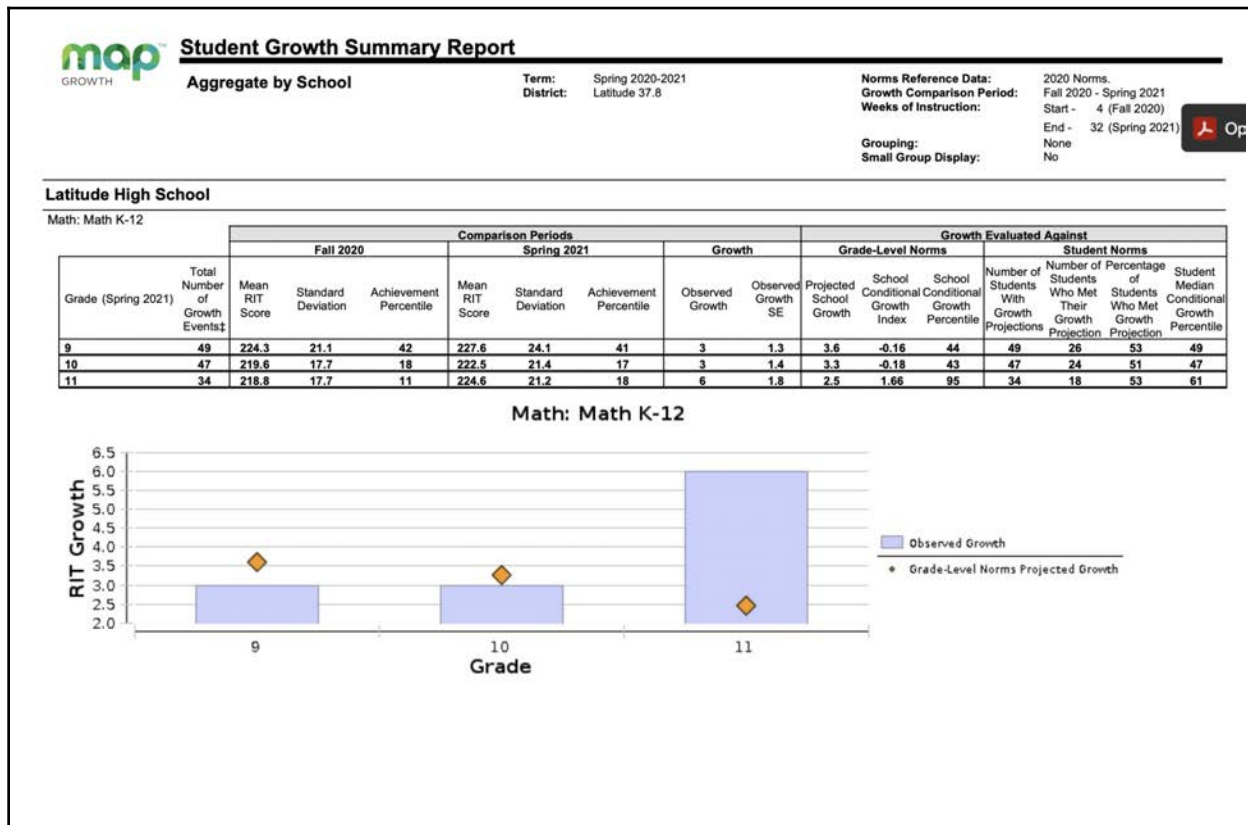 map
GROWTH
Student Growth Summary Report
Aggregate by School
Term: Spring 2020-2021
District: Latitude 37.8
Norms Reference Data: 2020 Norms.
Growth Comparison Period: Fall 2020 - Spring 2021
Weeks of Instruction: Start - 4 (Fall 2020)
End - 32 (Spring 2021)
Grouping: None
Small Group Display: No
Op
Latitude High School
Math: Math K-12
Comparison Periods Growth Evaluated Against
Fall 2020 Spring 2021 Growth Grade-Level Norms Student Norms
Grade (Spring 2021) Total Number of Growth Events‡ Mean RIT Score Standard Deviation Achievement Percentile Mean RIT Score Standard Deviation Achievement Percentile Observed Growth Observed Growth SE Projected School Growth School Conditional Growth Index School Conditional Growth Percentile Number of Students With Growth Projections Number of Students Who Met Their Growth Projection Percentage of Students Who Met Growth Projection Student Median Conditional Growth Percentile
9 49 224.3 21.1 42 227.6 24.1 41 3 1.3 3.6 -0.16 44 49 26 53 49
10 47 219.6 17.7 18 222.5 21.4 17 3 1.4 3.3 -0.18 43 47 24 51 47
11 34 218.8 17.7 11 224.6 21.2 18 6 1.8 2.5 1.66 95 34 18 53 61
Math: Math K-12
RIT Growth
6.5
6.0
5.5
5.0
4.5
4.0
3.5
3.0
2.5
2.0
9 10 11
Grade
Observed Growth
Grade-Level Norms Projected Growth